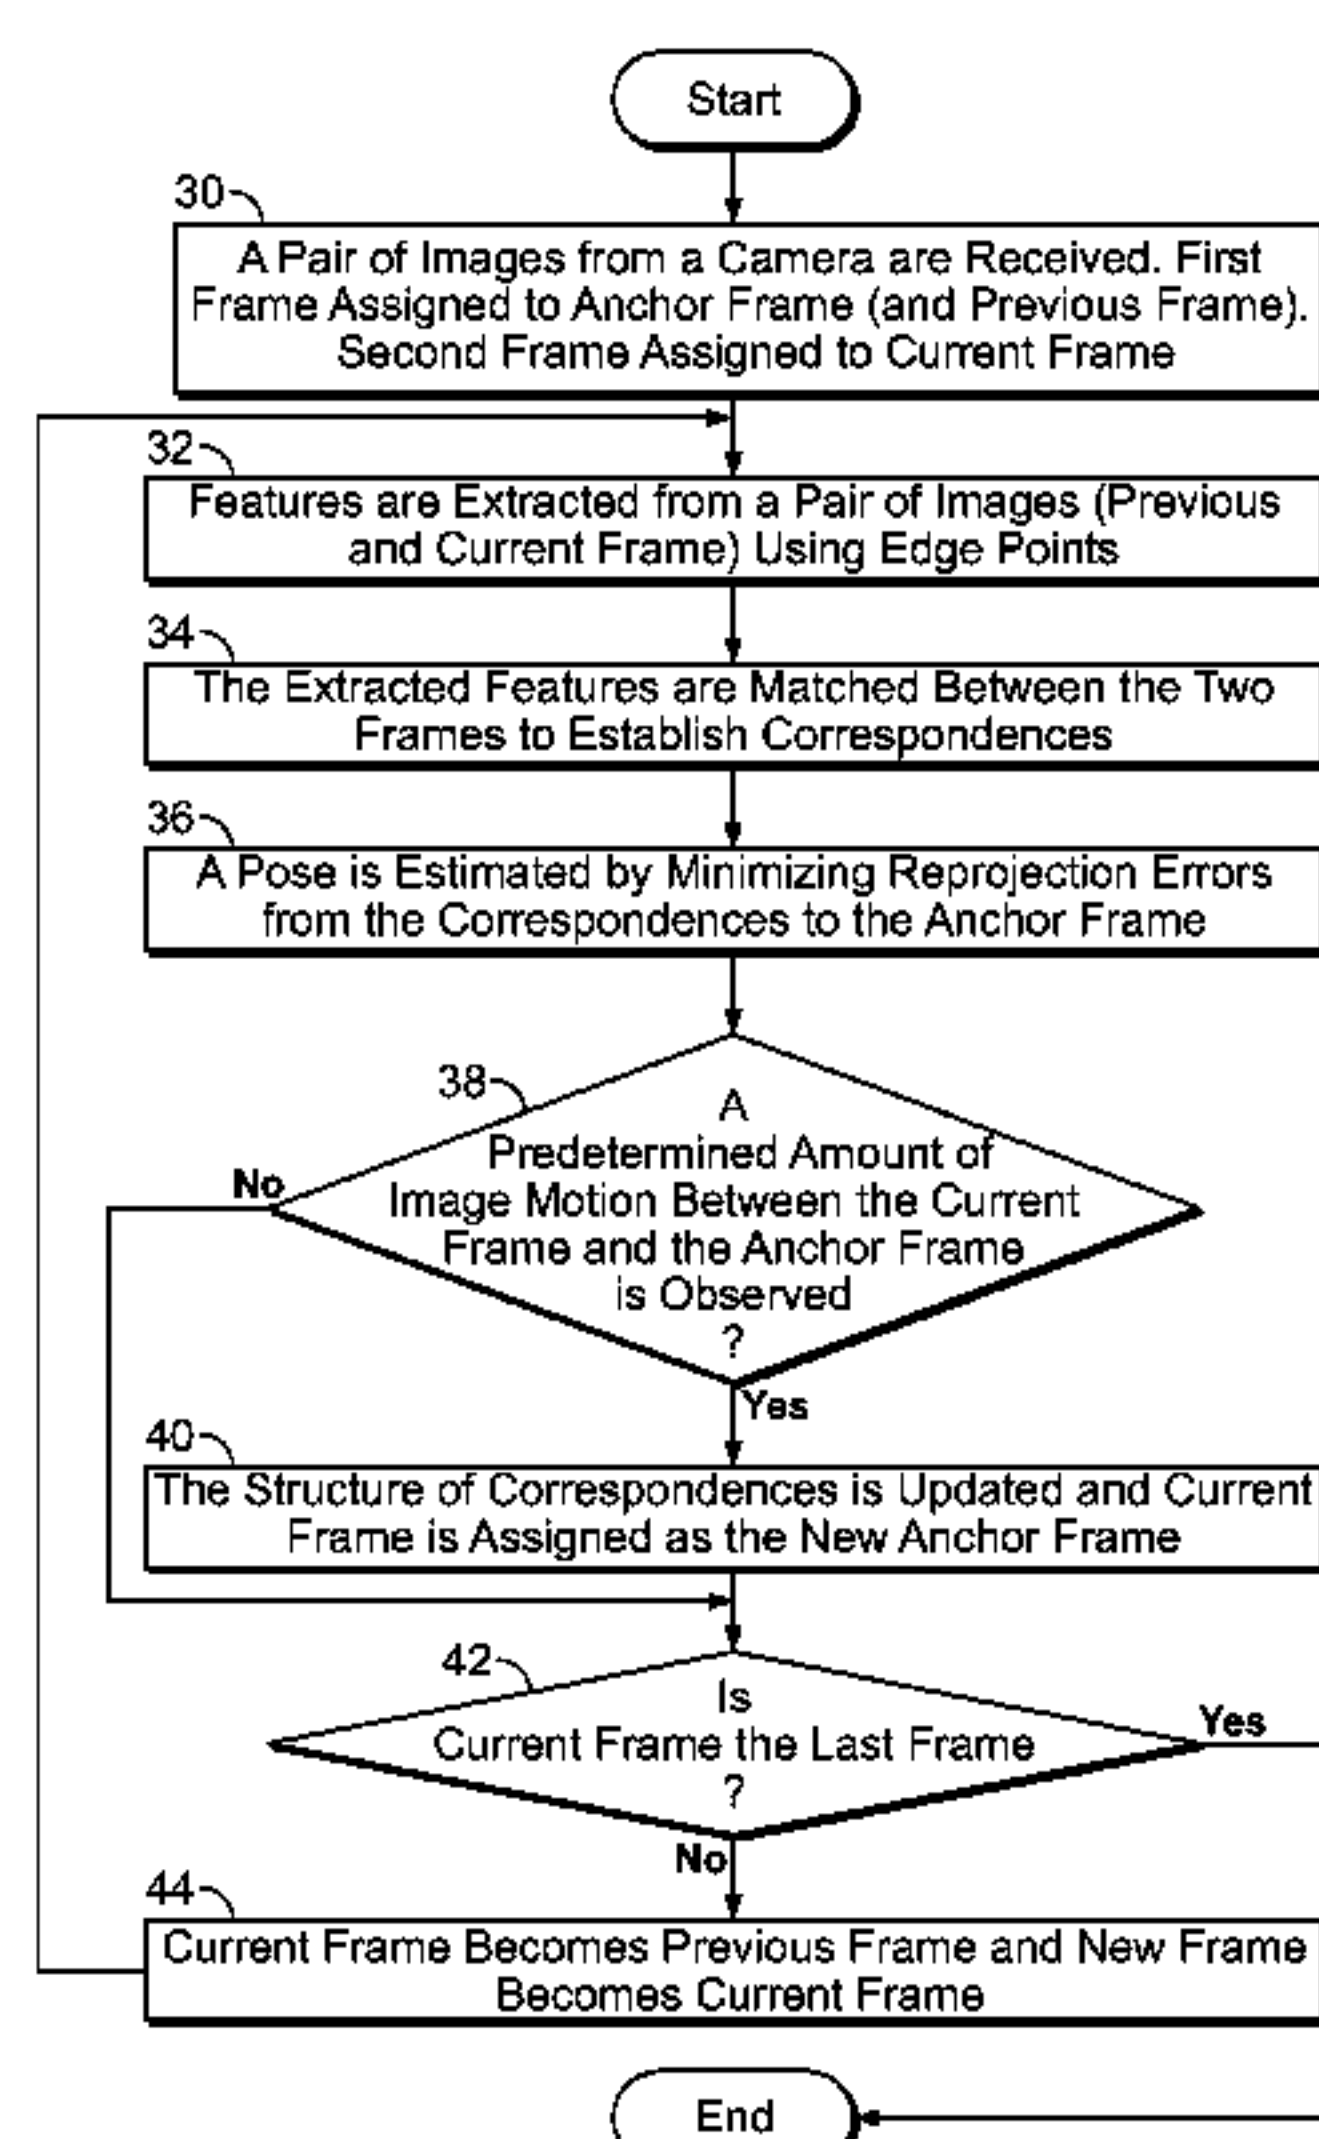 Start
30
A Pair of Images from a Camera are Received. First
Frame Assigned to Anchor Frame (and Previous Frame).
Second Frame Assigned to Current Frame
32
Features are Extracted from a Pair of Images (Previous
and Current Frame) Using Edge Points
34
The Extracted Features are Matched Between the Two
Frames to Establish Correspondences
36
A Pose is Estimated by Minimizing Reprojection Errors
from the Correspondences to the Anchor Frame
38
A
Predetermined Amount of
Image Motion Between the Current
Frame and the Anchor Frame
is Observed
?
No
Yes
40
The Structure of Correspondences is Updated and Current
Frame is Assigned as the New Anchor Frame
42
Is
Current Frame the Last Frame
?
Yes
No
44
Current Frame Becomes Previous Frame and New Frame
Becomes Current Frame
End